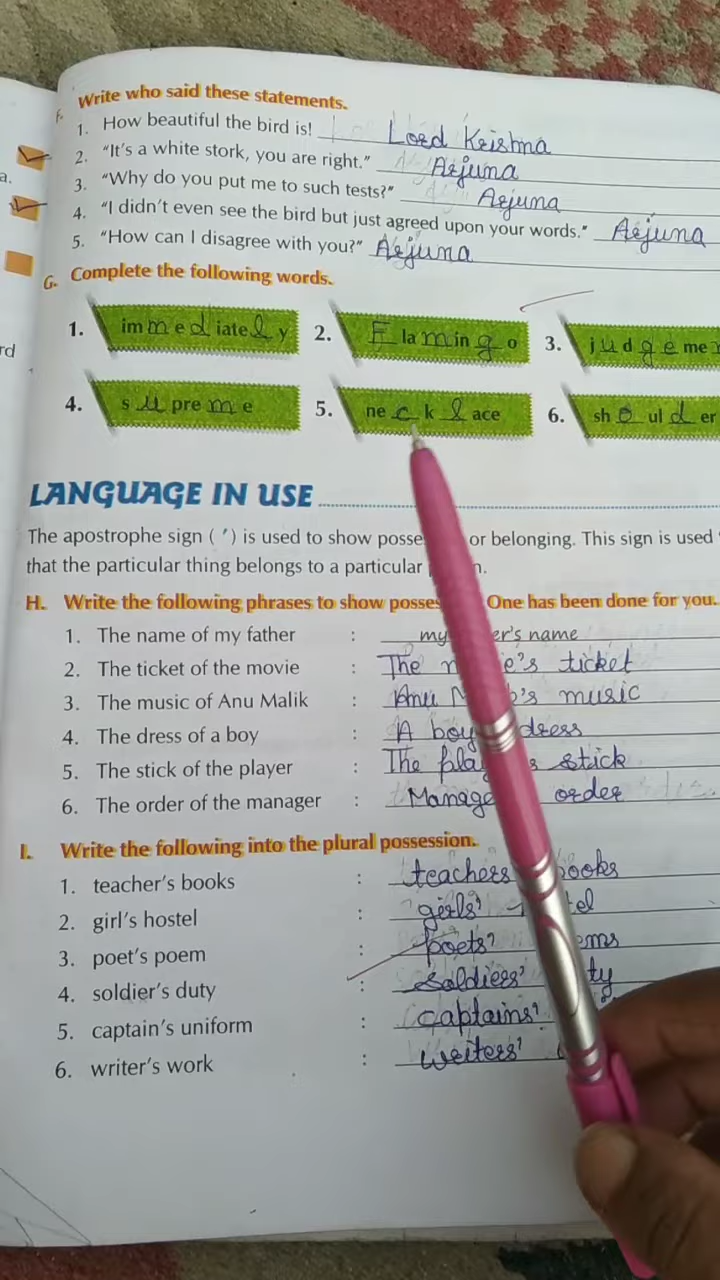 F. Write who said these statements.
1. How beautiful the bird is! Lord Krishna
2. "It's a white stork, you are right." Arjuna
3. "Why do you put me to such tests?" Arjuna
4. "I didn't even see the bird but just agreed upon your words." Arjuna
5. "How can I disagree with you?" Arjuna
G. Complete the following words.
1. immediately 2. Flamingo 3. judgeme
4. supreme 5. necklace 6. shoulder
LANGUAGE IN USE
The apostrophe sign ( ' ) is used to show posse or belonging. This sign is used
that the particular thing belongs to a particular
H. Write the following phrases to show posses One has been done for you.
1. The name of my father : my er's name
2. The ticket of the movie : The e's ticket
3. The music of Anu Malik : Anu 's music
4. The dress of a boy : A boy dress
5. The stick of the player : The play stick
6. The order of the manager : Manage order
I. Write the following into the plural possession.
1. teacher's books : teachers books
2. girl's hostel : girls' el
3. poet's poem : poets' ems
4. soldier's duty : soldiers' ty
5. captain's uniform : captains'
6. writer's work : writers'
a.
rd